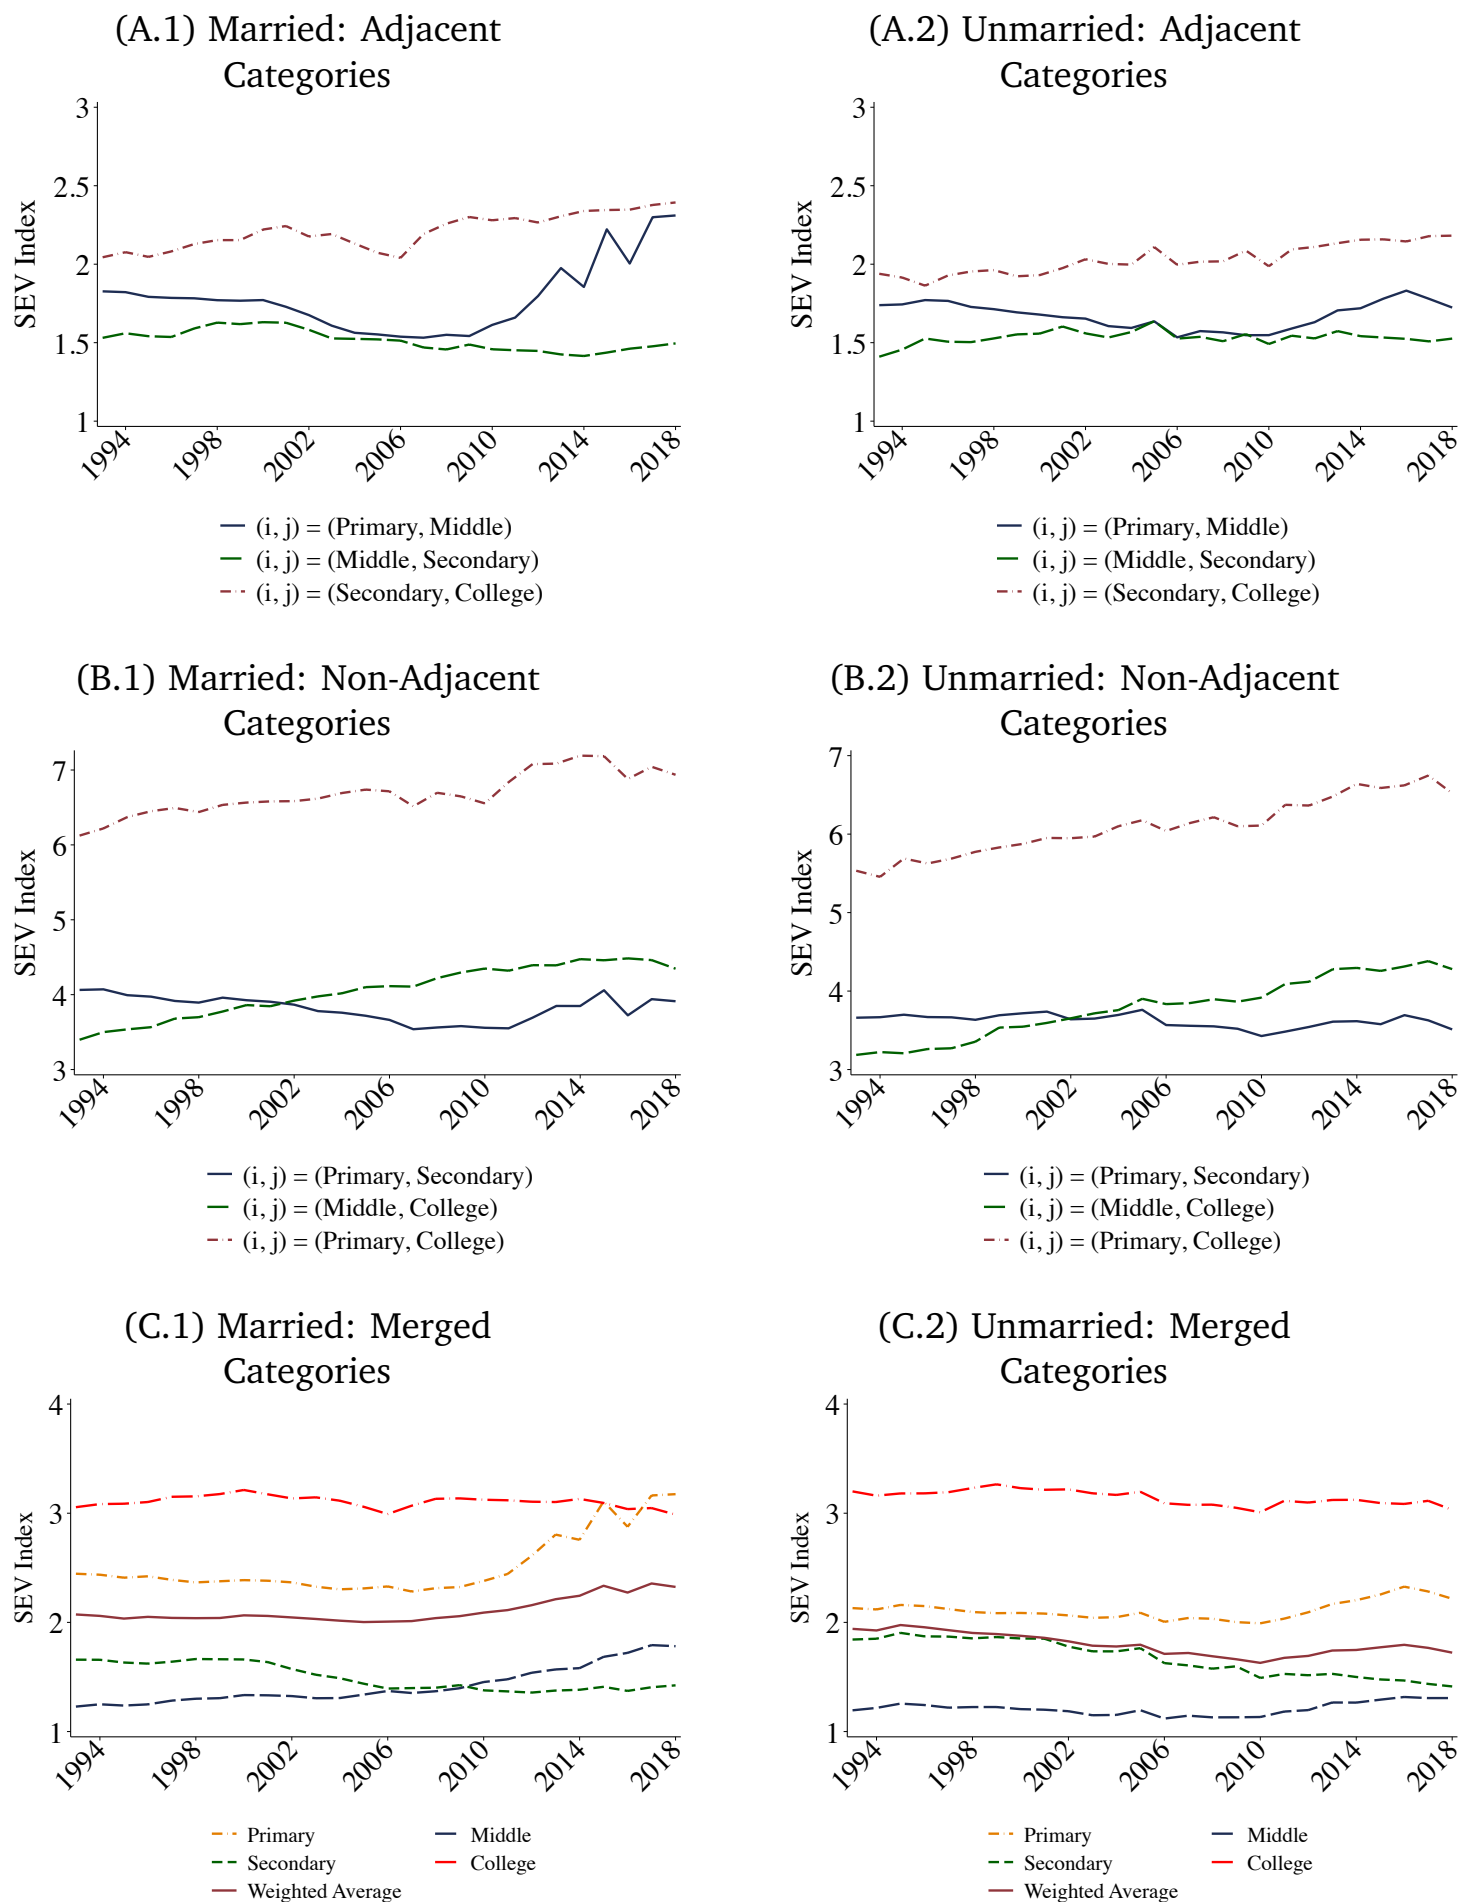 (A.1) Married: Adjacent
Categories
3
2.5
2
1.5
1
SEV Index
1994
1998
2002
2006
2010
2014
2018
(i, j) = (Primary, Middle)
(i, j) = (Middle, Secondary)
(i, j) = (Secondary, College)
(A.2) Unmarried: Adjacent
Categories
3
2.5
2
1.5
1
SEV Index
1994
1998
2002
2006
2010
2014
2018
(i, j) = (Primary, Middle)
(i, j) = (Middle, Secondary)
(i, j) = (Secondary, College)
(B.1) Married: Non-Adjacent
Categories
7
6
5
4
3
SEV Index
1994
1998
2002
2006
2010
2014
2018
(i, j) = (Primary, Secondary)
(i, j) = (Middle, College)
(i, j) = (Primary, College)
(B.2) Unmarried: Non-Adjacent
Categories
7
6
5
4
3
SEV Index
1994
1998
2002
2006
2010
2014
2018
(i, j) = (Primary, Secondary)
(i, j) = (Middle, College)
(i, j) = (Primary, College)
(C.1) Married: Merged
Categories
4
3
2
1
SEV Index
1994
1998
2002
2006
2010
2014
2018
Primary Middle
Secondary College
Weighted Average
(C.2) Unmarried: Merged
Categories
4
3
2
1
SEV Index
1994
1998
2002
2006
2010
2014
2018
Primary Middle
Secondary College
Weighted Average